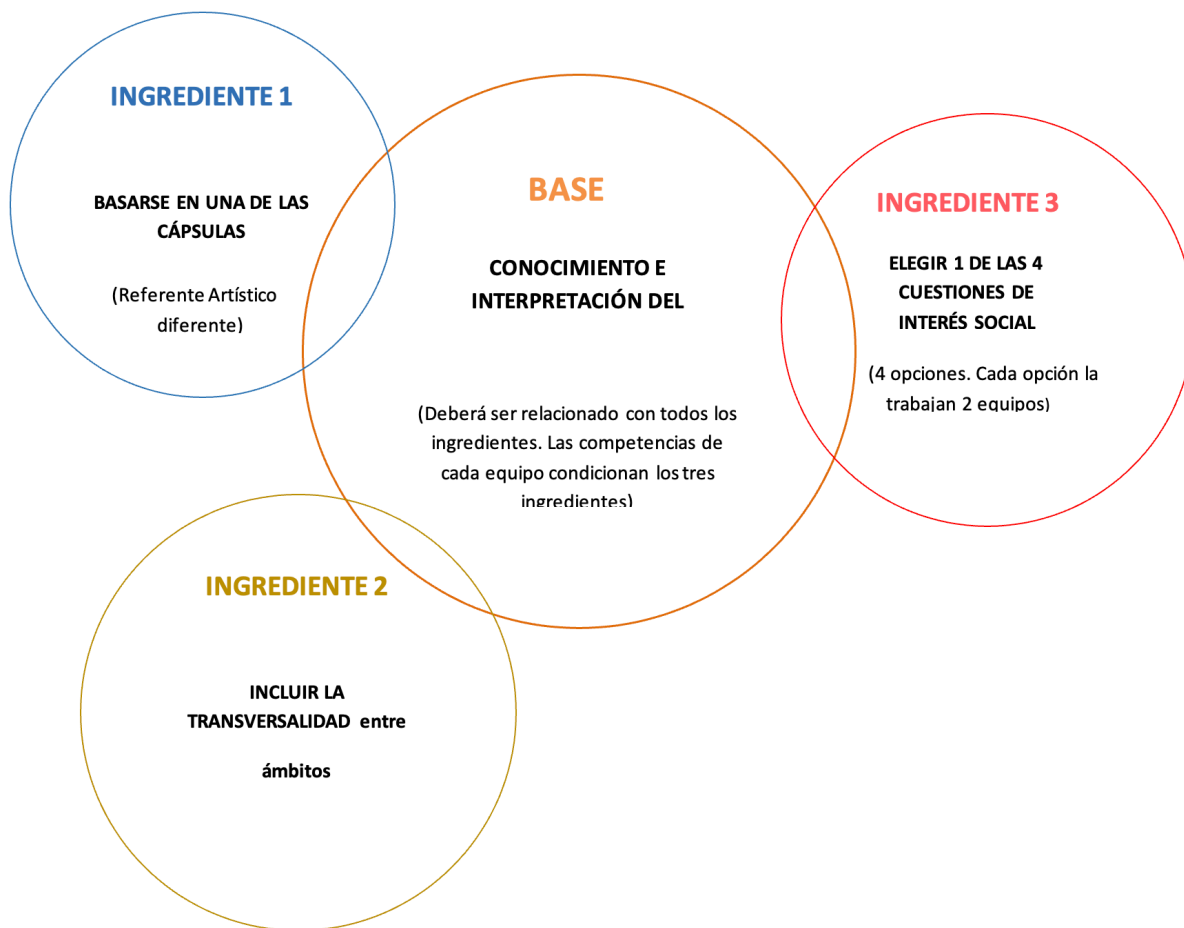 INGREDIENTE 1
BASARSE EN UNA DE LAS
CÁPSULAS
(Referente Artístico
diferente)
BASE
CONOCIMIENTO E
INTERPRETACIÓN DEL
(Deberá ser relacionado con todos los
ingredientes. Las competencias de
cada equipo condicionan los tres
ingredientes)
INGREDIENTE 3
ELEGIR 1 DE LAS 4
CUESTIONES DE
INTERÉS SOCIAL
(4 opciones. Cada opción la
trabajan 2 equipos)
INGREDIENTE 2
INCLUIR LA
TRANSVERSALIDAD entre
ámbitos